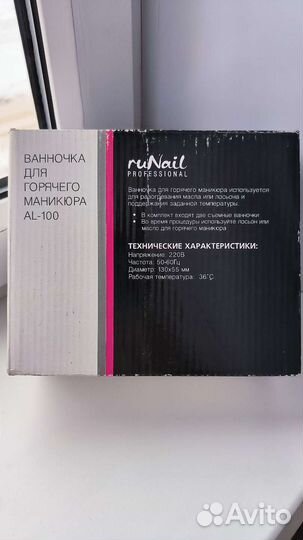 ВАННОЧКА
ДЛЯ
ГОРЯЧЕГО
МАНИКЮРА
AL-100
ruNail
PROFESSIONAL
Ванночка для горячего маникюра используется
для разогревания масла или лосьона и
поддержания заданной температуры.
• В комплект входят две съемные ванночки.
• Во время процедуры используйте лосьон или
масло для горячего маникюра
ТЕХНИЧЕСКИЕ ХАРАКТЕРИСТИКИ:
Напряжение: 220В
Частота: 50-60Гц
Диаметр: 130х55 мм
Рабочая температура: 36°С
Avito